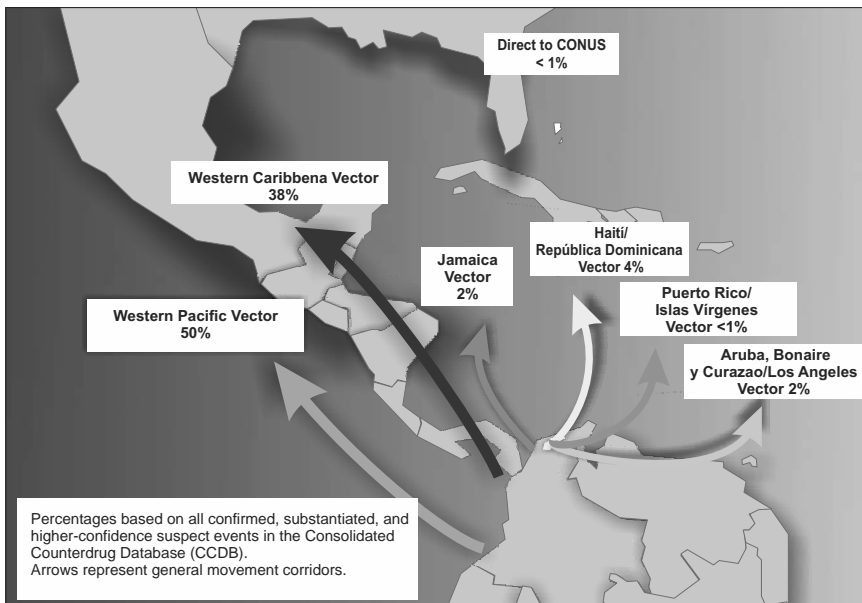 Direct to CONUS
< 1%
Western Caribbena Vector
38%
Haití/
República Dominicana
Vector 4%
Jamaica
Vector
2%
Puerto Rico/
Islas Vírgenes
Vector <1%
Western Pacific Vector
50%
Aruba, Bonaire
y Curazao/Los Angeles
Vector 2%
Percentages based on all confirmed, substantiated, and
higher-confidence suspect events in the Consolidated
Counterdrug Database (CCDB).
Arrows represent general movement corridors.